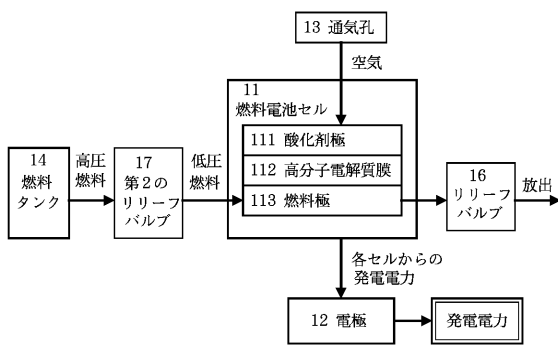 13 通気孔
空気
11
燃料電池セル
111 酸化剤極
112 高分子電解質膜
113 燃料極
14
燃料
タンク
高圧
燃料
17
第2の
リリーフ
バルブ
低圧
燃料
16
リリーフ
バルブ
放出
各セルからの
発電電力
12 電極
発電電力